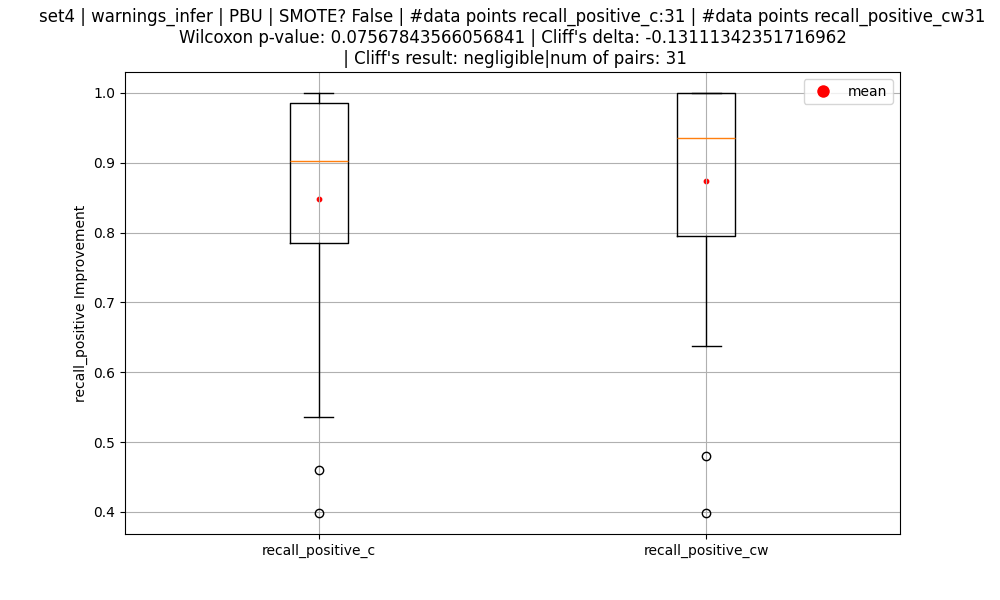 set4 | warnings_infer | PBU | SMOTE? False | #data points recall_positive_c:31 | #data points recall_positive_cw31
Wilcoxon p-value: 0.07567843566056841 | Cliff's delta: -0.13111342351716962
| Cliff's result: negligible|num of pairs: 31
mean
1.0
0.9
0.8
0.7
0.6
0.5
0.4
recall_positive Improvement
recall_positive_c
recall_positive_cw